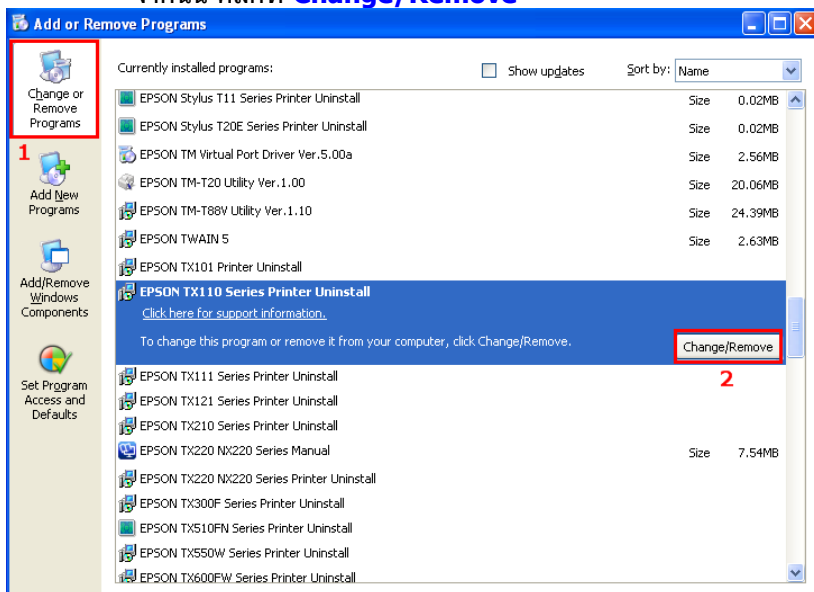 Change/Remove
Add or Remove Programs
Change or
Remove
Programs
1
Add New
Programs
Add/Remove
Windows
Components
Set Program
Access and
Defaults
Currently installed programs:
Show updates
Sort by: Name
EPSON Stylus T11 Series Printer Uninstall Size 0.02MB
EPSON Stylus T20E Series Printer Uninstall Size 0.02MB
EPSON TM Virtual Port Driver Ver.5.00a Size 2.56MB
EPSON TM-T20 Utility Ver.1.00 Size 20.06MB
EPSON TM-T88V Utility Ver.1.10 Size 24.39MB
EPSON TWAIN 5 Size 2.63MB
EPSON TX101 Printer Uninstall
EPSON TX110 Series Printer Uninstall
Click here for support information.
To change this program or remove it from your computer, click Change/Remove.
Change/Remove
2
EPSON TX111 Series Printer Uninstall
EPSON TX121 Series Printer Uninstall
EPSON TX210 Series Printer Uninstall
EPSON TX220 NX220 Series Manual Size 7.54MB
EPSON TX220 NX220 Series Printer Uninstall
EPSON TX300F Series Printer Uninstall
EPSON TX510FN Series Printer Uninstall
EPSON TX550W Series Printer Uninstall
EPSON TX600FW Series Printer Uninstall